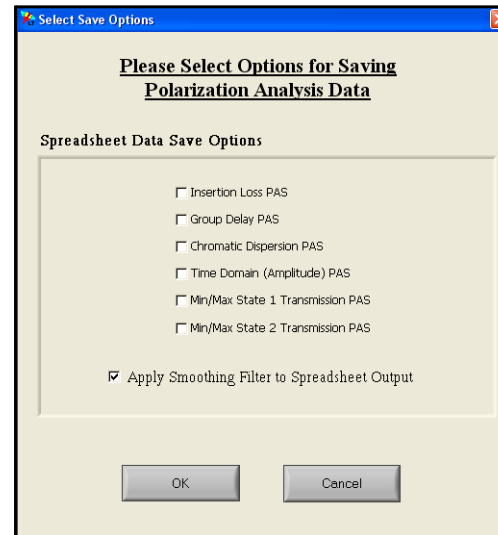 Select Save Options
Please Select Options for Saving
Polarization Analysis Data
Spreadsheet Data Save Options
Insertion Loss PAS
Group Delay PAS
Chromatic Dispersion PAS
Time Domain (Amplitude) PAS
Min/Max State 1 Transmission PAS
Min/Max State 2 Transmission PAS
Apply Smoothing Filter to Spreadsheet Output
OK
Cancel